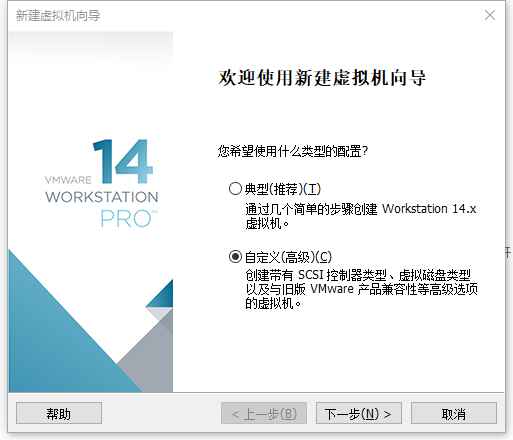 新建虚拟机向导
欢迎使用新建虚拟机向导
VMWARE 14
WORKSTATION
PRO™
您希望使用什么类型的配置?
典型(推荐)(T)
通过几个简单的步骤创建 Workstation 14.x
虚拟机。
自定义(高级)(C)
创建带有 SCSI 控制器类型、虚拟磁盘类型
以及与旧版 VMware 产品兼容性等高级选项
的虚拟机。
帮助
< 上一步(B)
下一步(N) >
取消